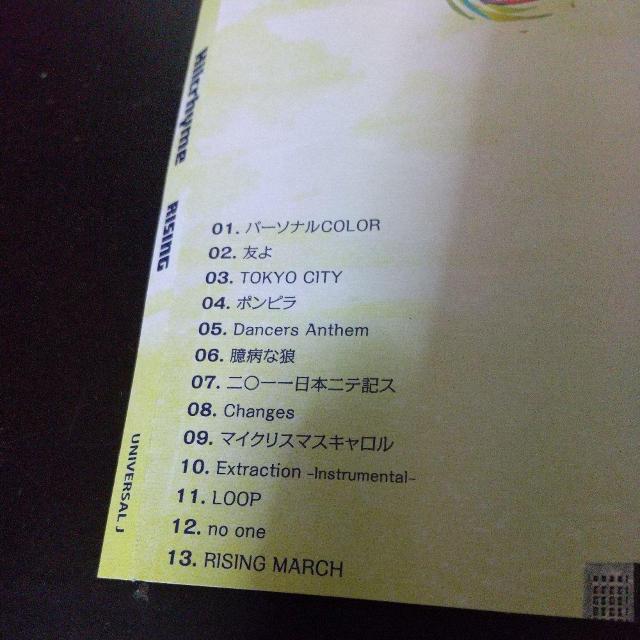 Hilcrhyme
RISING
UNIVERSAL J
01. パーソナルCOLOR
02. 友よ
03. TOKYO CITY
04. ポンピラ
05. Dancers Anthem
06. 臆病な狼
07. 二〇一一日本ニテ記ス
08. Changes
09. マイクリスマスキャロル
10. Extraction -Instrumental-
11. LOOP
12. no one
13. RISING MARCH